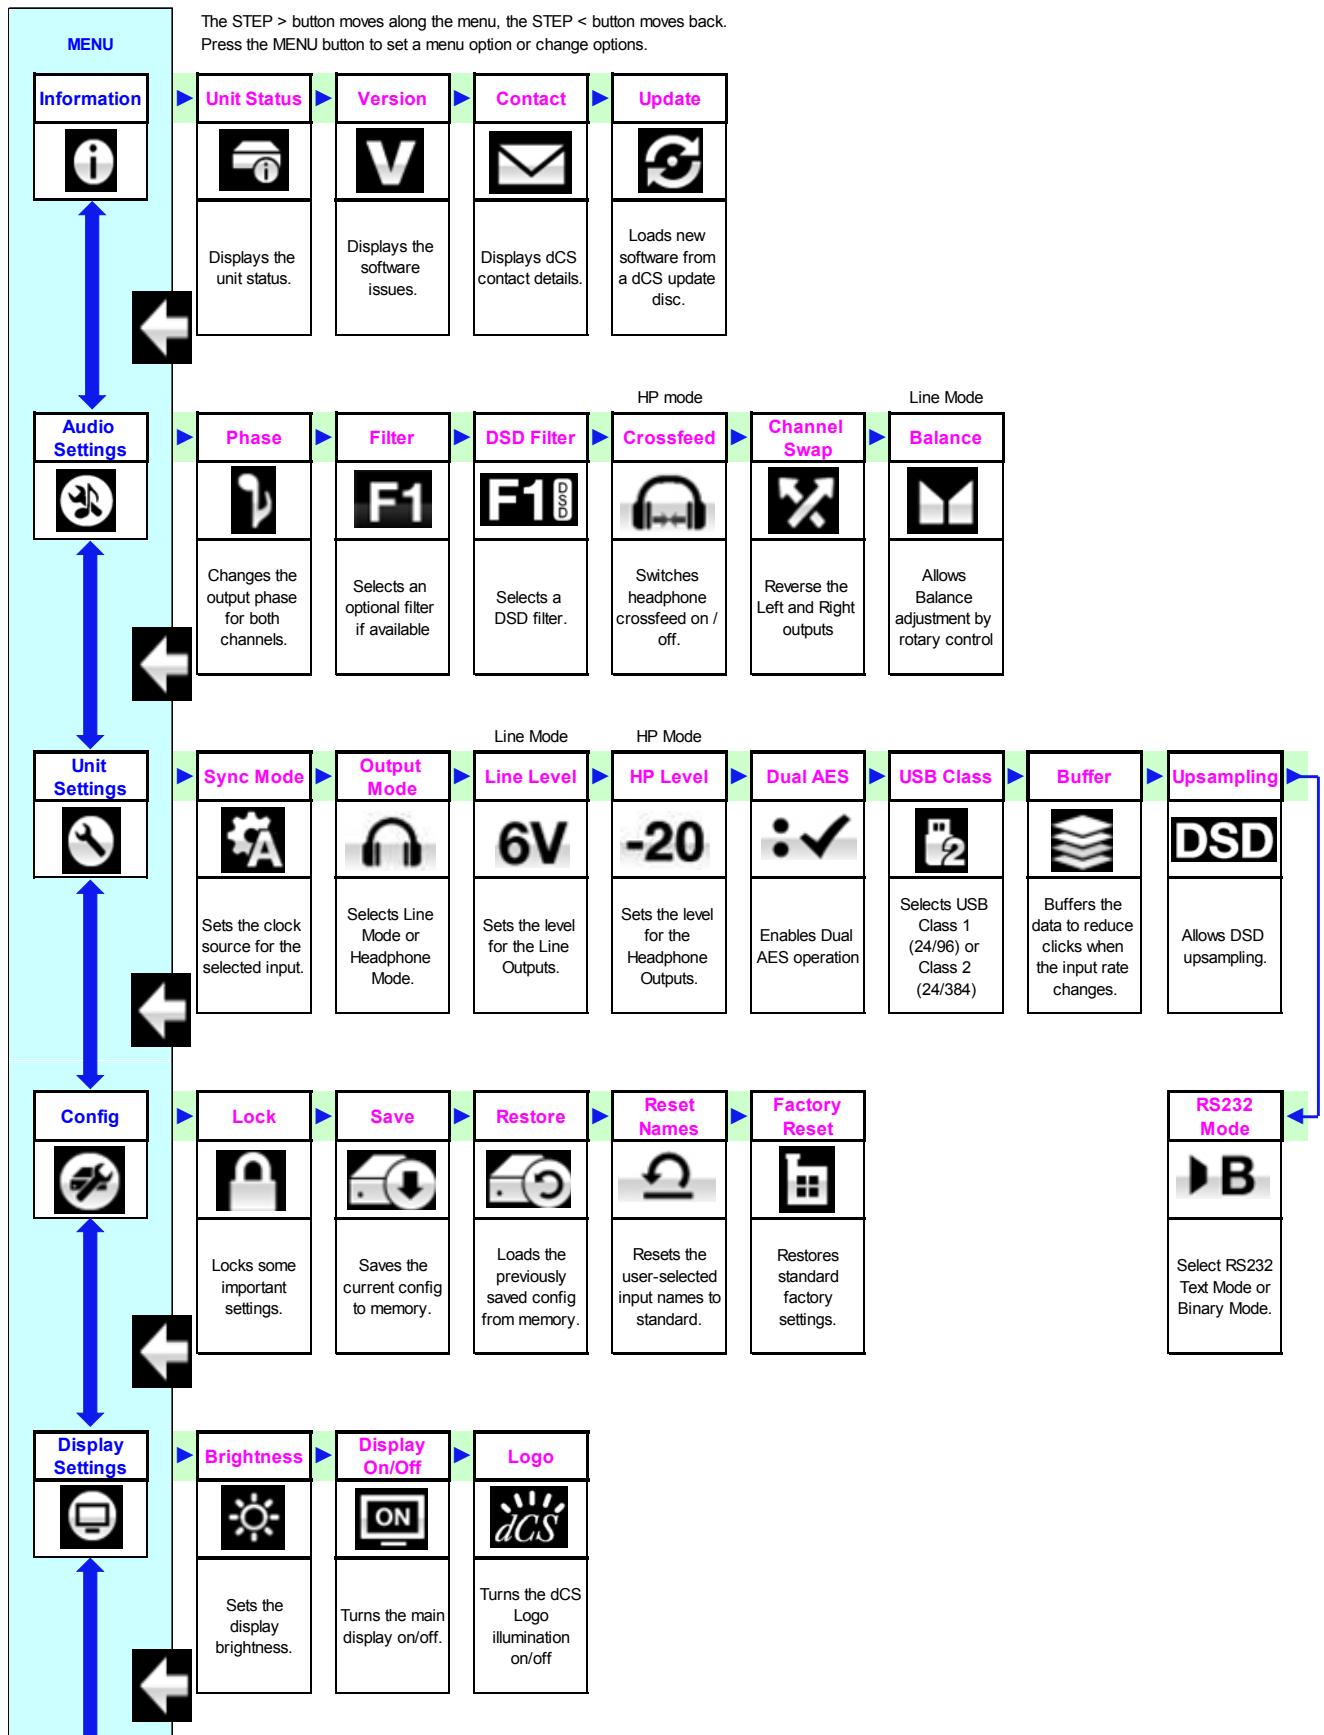 The STEP > button moves along the menu, the STEP < button moves back.
MENU
Press the MENU button to set a menu option or change options.
Information
Unit Status
Version
Contact
Update
i
i
V
Displays the
unit status.
Displays the
software
issues.
Displays dCS
contact details.
Loads new
software from
a dCS update
disc.
HP mode
Line Mode
Audio
Settings
Phase
Filter
DSD Filter
Crossfeed
Channel
Swap
Balance
F1
F1 DSD
Changes the
output phase
for both
channels.
Selects an
optional filter
if available
Selects a
DSD filter.
Switches
headphone
crossfeed on /
off.
Reverse the
Left and Right
outputs
Allows
Balance
adjustment by
rotary control
Line Mode
HP Mode
Unit
Settings
Sync Mode
Output
Mode
Line Level
HP Level
Dual AES
USB Class
Buffer
Upsampling
A
6V
-20
:
2
DSD
Sets the clock
source for the
selected input.
Selects Line
Mode or
Headphone
Mode.
Sets the level
for the Line
Outputs.
Sets the level
for the
Headphone
Outputs.
Enables Dual
AES operation
Selects USB
Class 1
(24/96) or
Class 2
(24/384)
Buffers the
data to reduce
clicks when
the input rate
changes.
Allows DSD
upsampling.
Config
Lock
Save
Restore
Reset
Names
Factory
Reset
RS232
Mode
B
Locks some
important
settings.
Saves the
current config
to memory.
Loads the
previously
saved config
from memory.
Resets the
user-selected
input names to
standard.
Restores
standard
factory
settings.
Select RS232
Text Mode or
Binary Mode.
Display
Settings
Brightness
Display
On/Off
Logo
ON
dCS
Sets the
display
brightness.
Turns the main
display on/off.
Turns the dCS
Logo
illumination
on/off